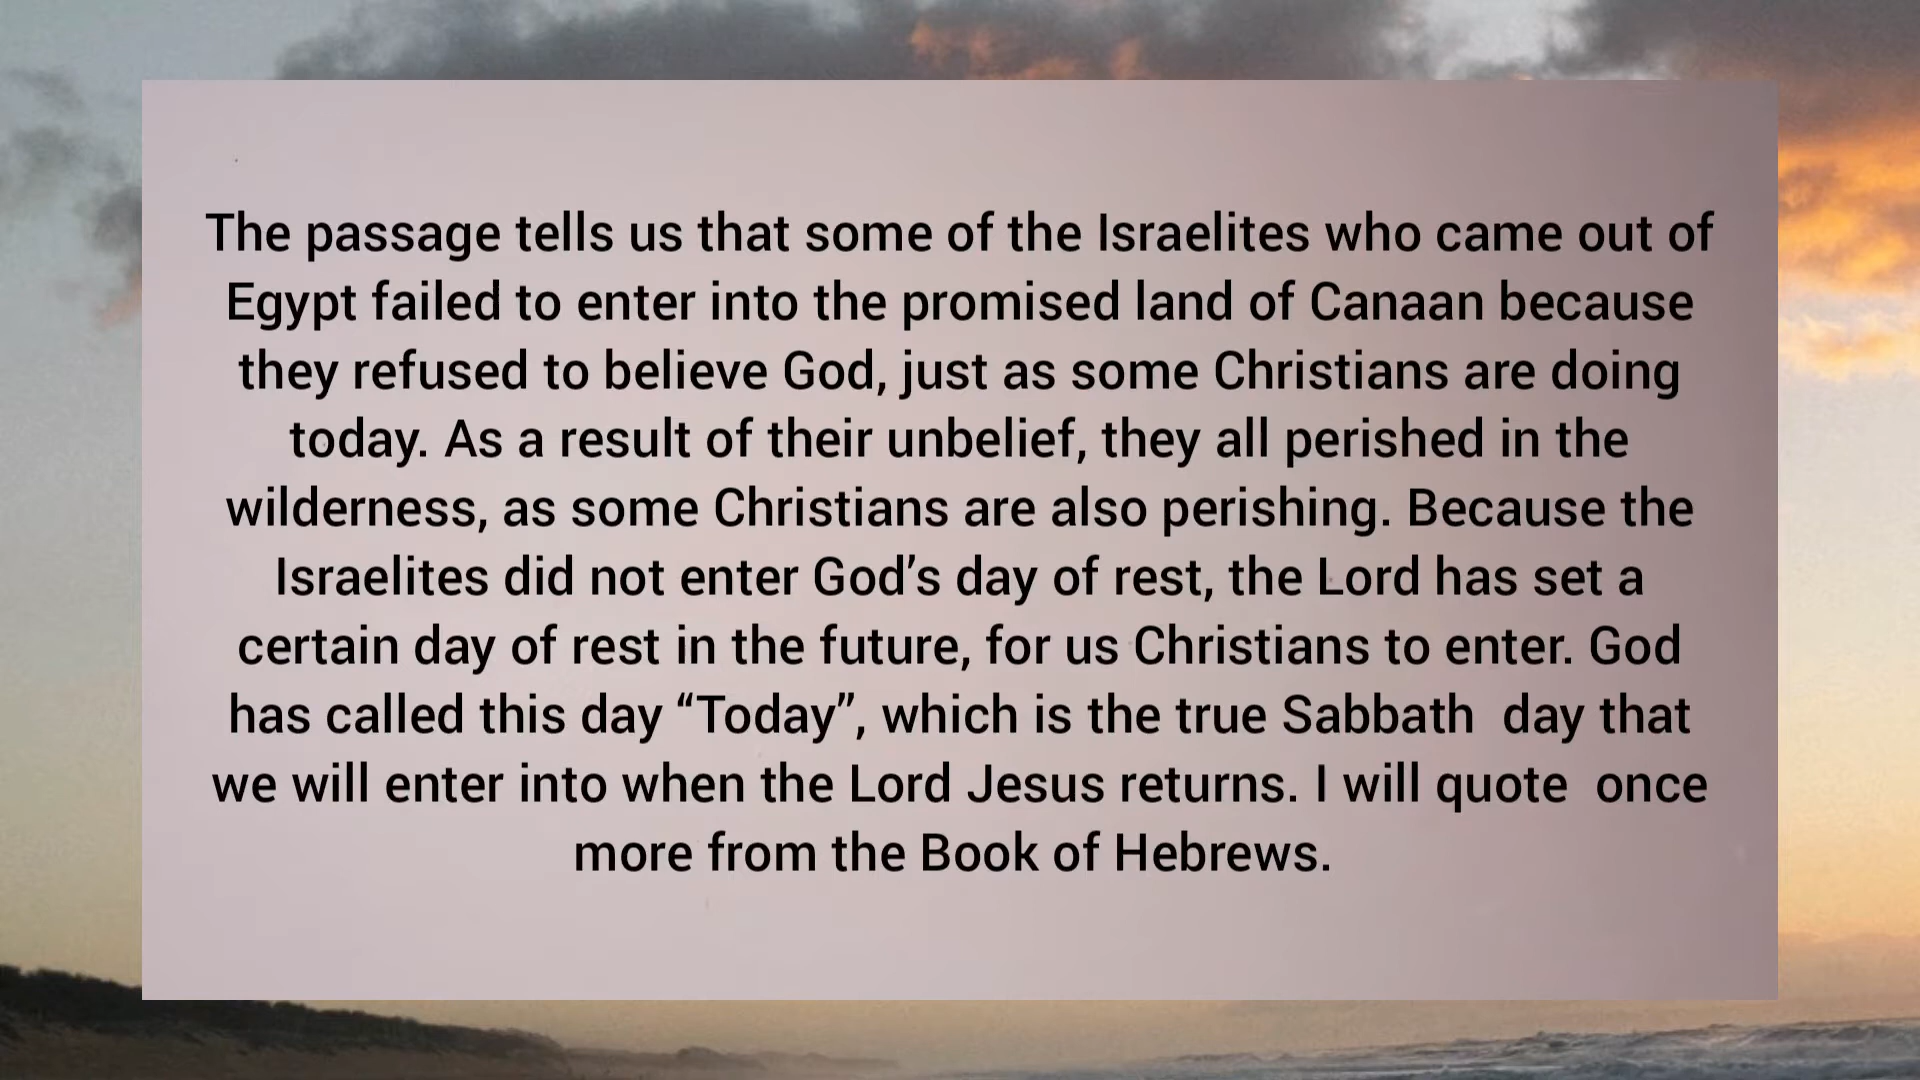 The passage tells us that some of the Israelites who came out of
Egypt failed to enter into the promised land of Canaan because
they refused to believe God, just as some Christians are doing
today. As a result of their unbelief, they all perished in the
wilderness, as some Christians are also perishing. Because the
Israelites did not enter God’s day of rest, the Lord has set a
certain day of rest in the future, for us Christians to enter. God
has called this day “Today”, which is the true Sabbath  day that
we will enter into when the Lord Jesus returns. I will quote  once
more from the Book of Hebrews.